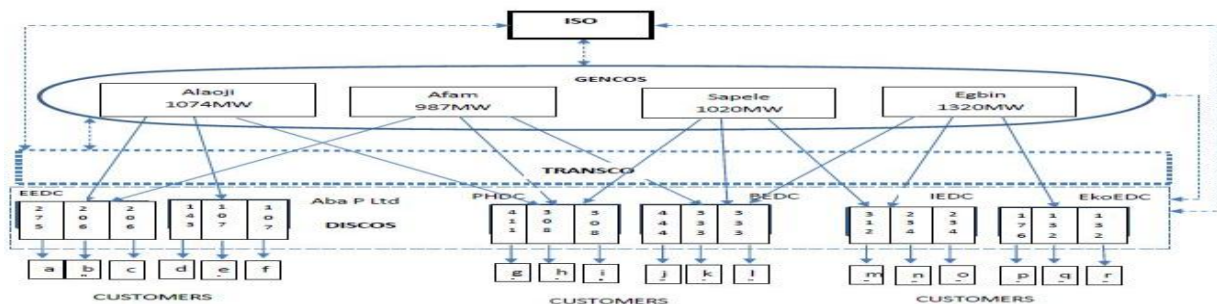 ISO
GENCOS
Alaoji
1074MW
Afam
987MW
Sapele
1020MW
Egbin
1320MW
TRANSCO
EEDC
Aba P Ltd
PHDC
BEDC
IEDC
EkoEDC
275 206 206 143 107 107
DISCOS
411 308 308 444 333 333 312 234 234 176 132 132
a b c d e f g h i j k l m n o p q r
CUSTOMERS
CUSTOMERS
CUSTOMERS